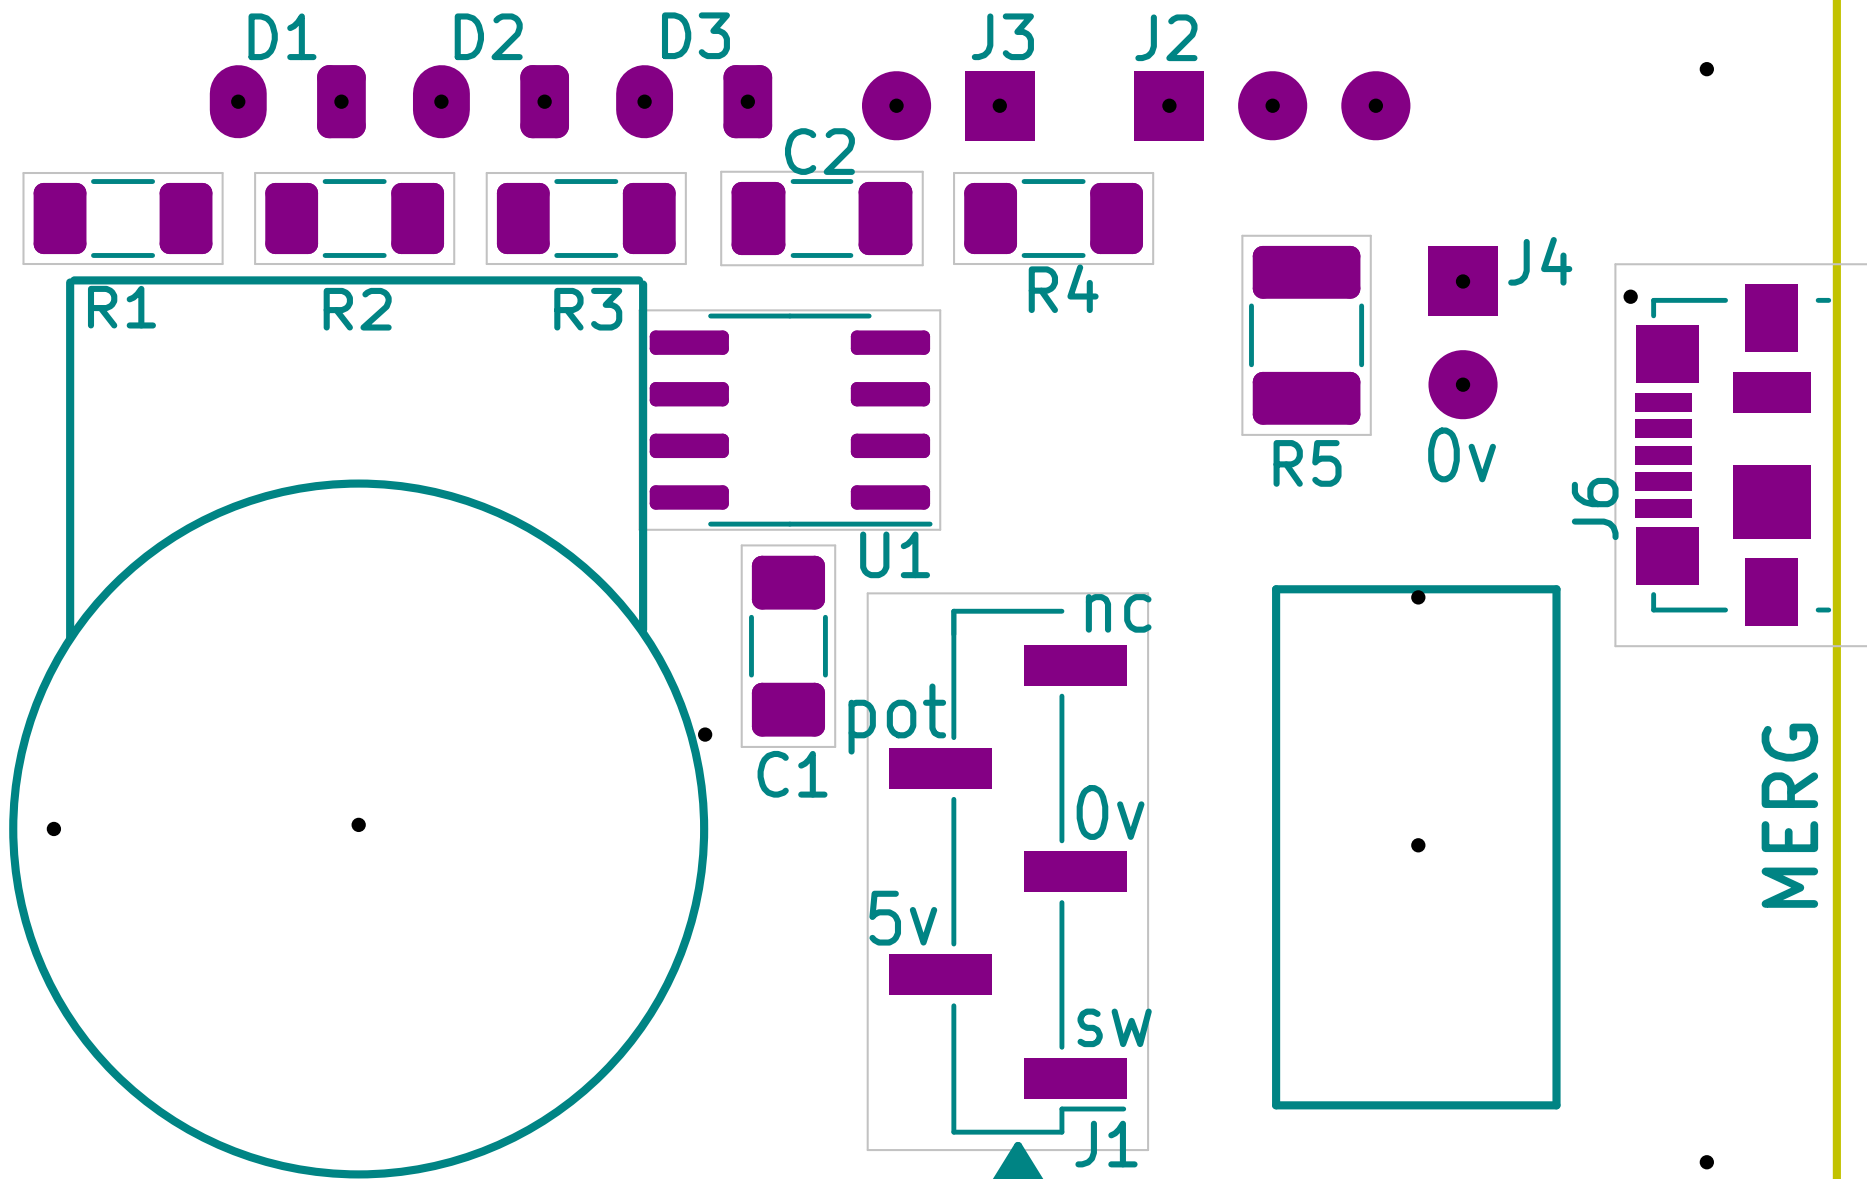 D1 D2 D3 J3 J2
C2
R1 R2 R3 R4 J4
R5 0v
J6
U1
nc
pot
C1
0v
5v
sw
J1
MERG